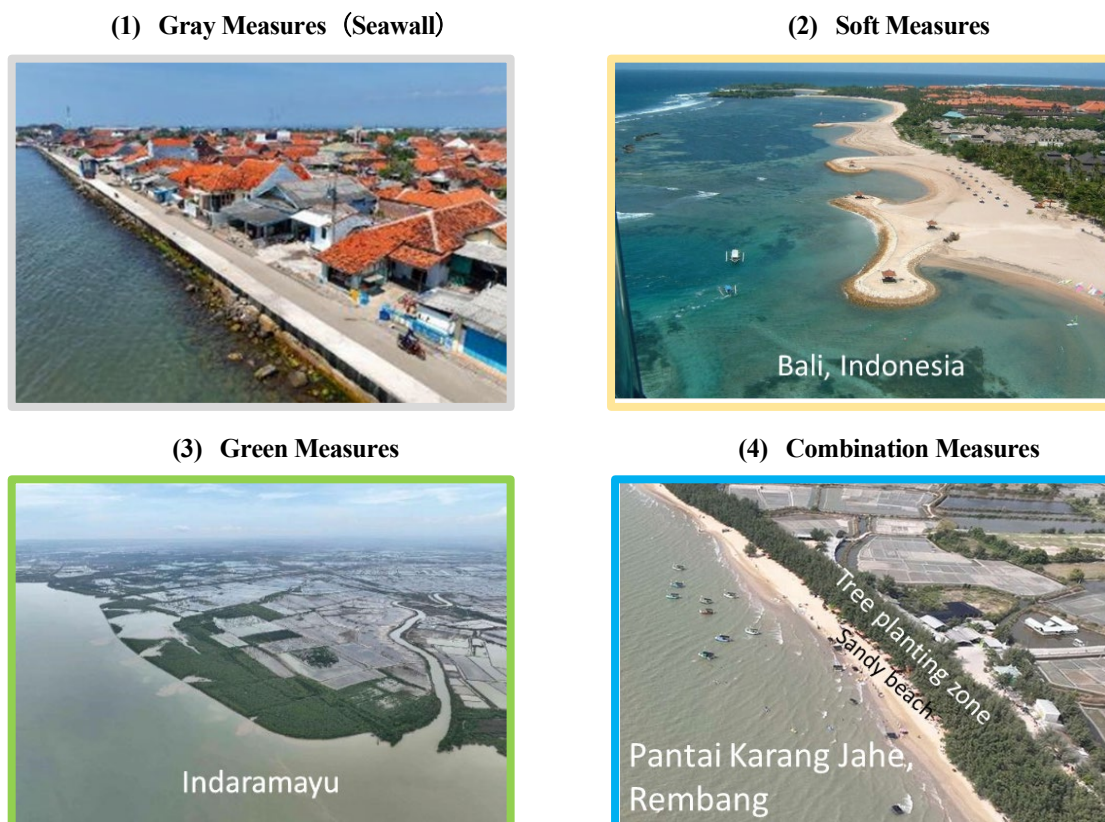 (1) Gray Measures （Seawall）
(2) Soft Measures
Bali, Indonesia
(3) Green Measures
(4) Combination Measures
Indaramayu
Tree planting zone
Sandy beach
Pantai Karang Jahe,
Rembang